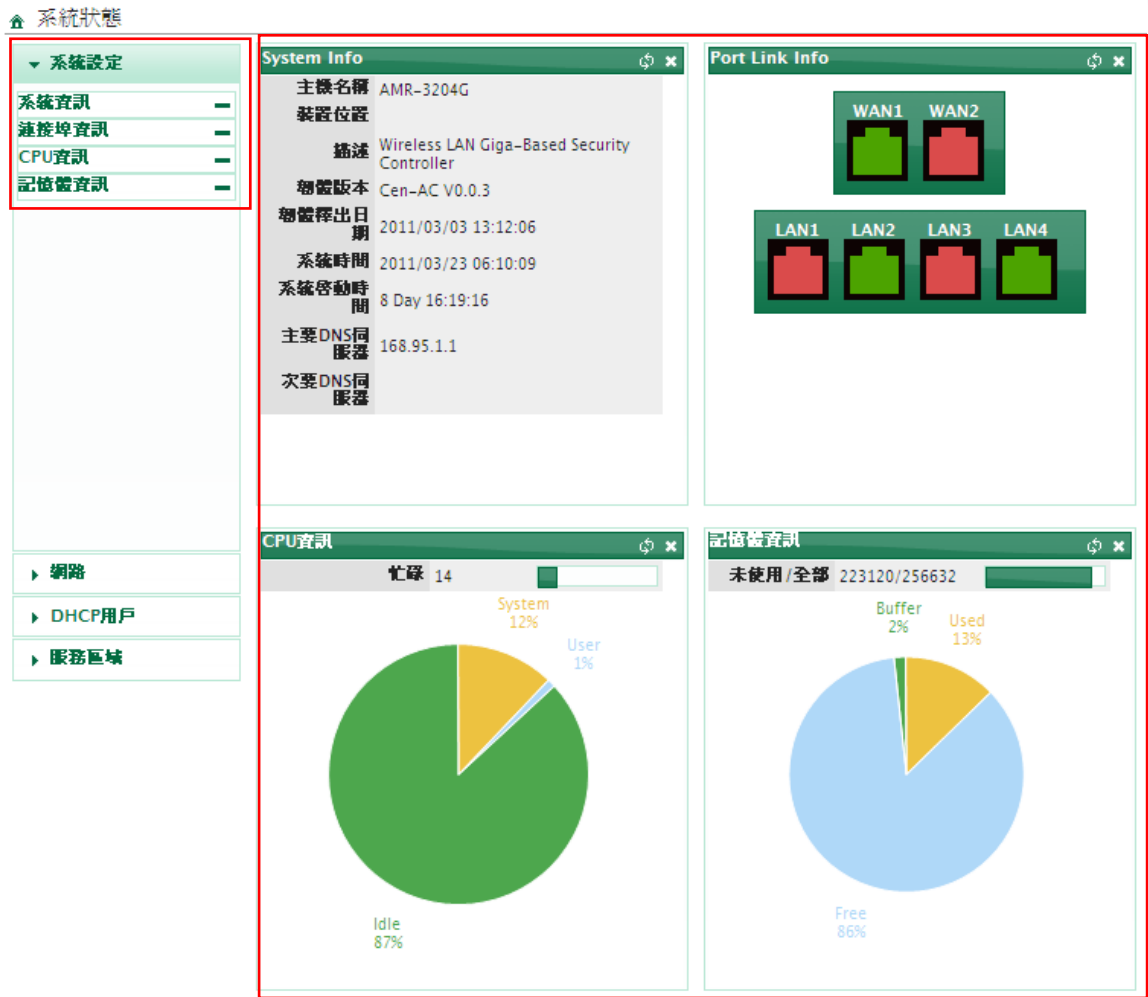 系統狀態
系統設定
系統資訊
連接埠資訊
CPU資訊
記憶體資訊
網路
DHCP用戶
服務區域
System Info
主機名稱 AMR-3204G
裝置位置
描述 Wireless LAN Giga-Based Security
Controller
韌體版本 Cen-AC V0.0.3
韌體釋出日
期 2011/03/03 13:12:06
系統時間 2011/03/23 06:10:09
系統啓動時
間 8 Day 16:19:16
主要DNS伺
服器 168.95.1.1
次要DNS伺
服器
Port Link Info
WAN1 WAN2
LAN1 LAN2 LAN3 LAN4
CPU資訊
忙碌 14
System
12%
User
1%
Idle
87%
記憶體資訊
未使用/全部 223120/256632
Buffer
2%
Used
13%
Free
86%